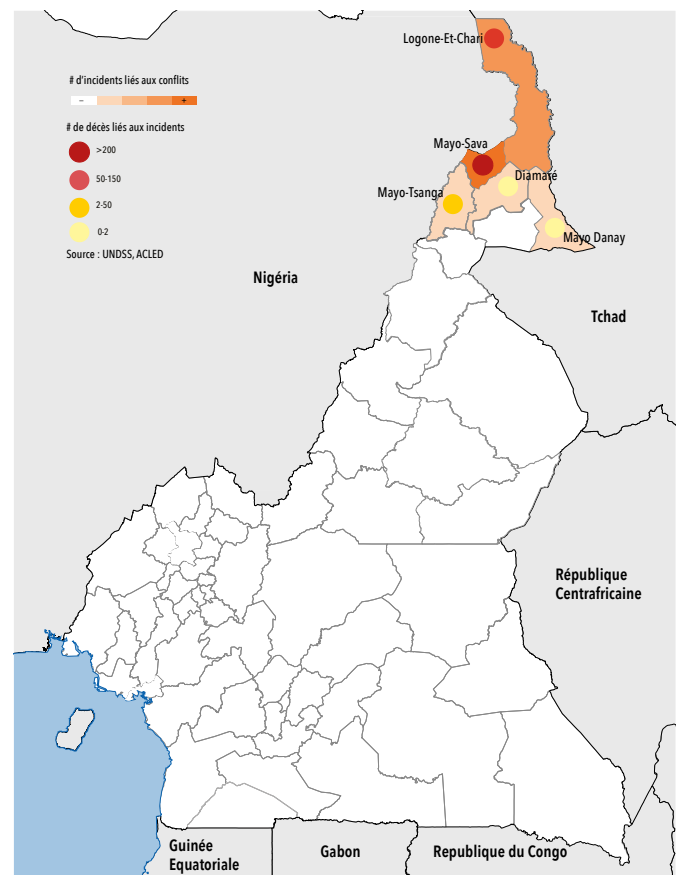 Logone-Et-Chari
# d'incidents liés aux conflits
– +
# de décès liés aux incidents
>200
50-150
2-50
0-2
Source : UNDSS, ACLED
Mayo-Sava
Diamaré
Mayo-Tsanga
Mayo Danay
Nigéria
Tchad
République
Centrafricaine
Guinée
Equatoriale
Gabon
Republique du Congo